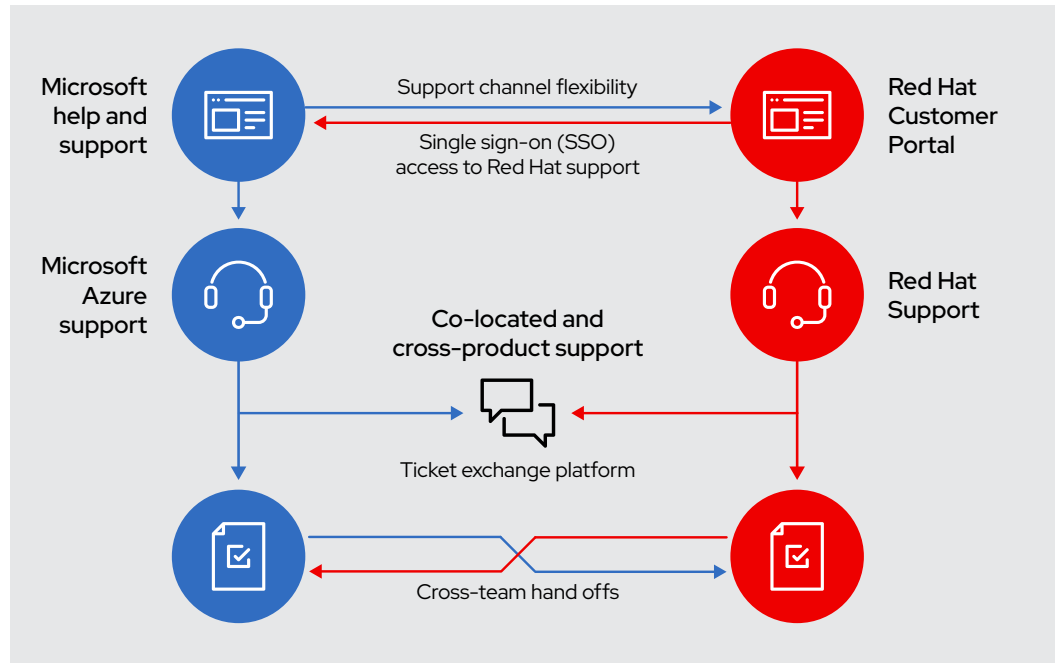 Microsoft
help and
support
Support channel flexibility
Single sign-on (SSO)
access to Red Hat support
Red Hat
Customer
Portal
Microsoft
Azure
support
Red Hat
Support
Co-located and
cross-product support
Ticket exchange platform
Cross-team hand offs